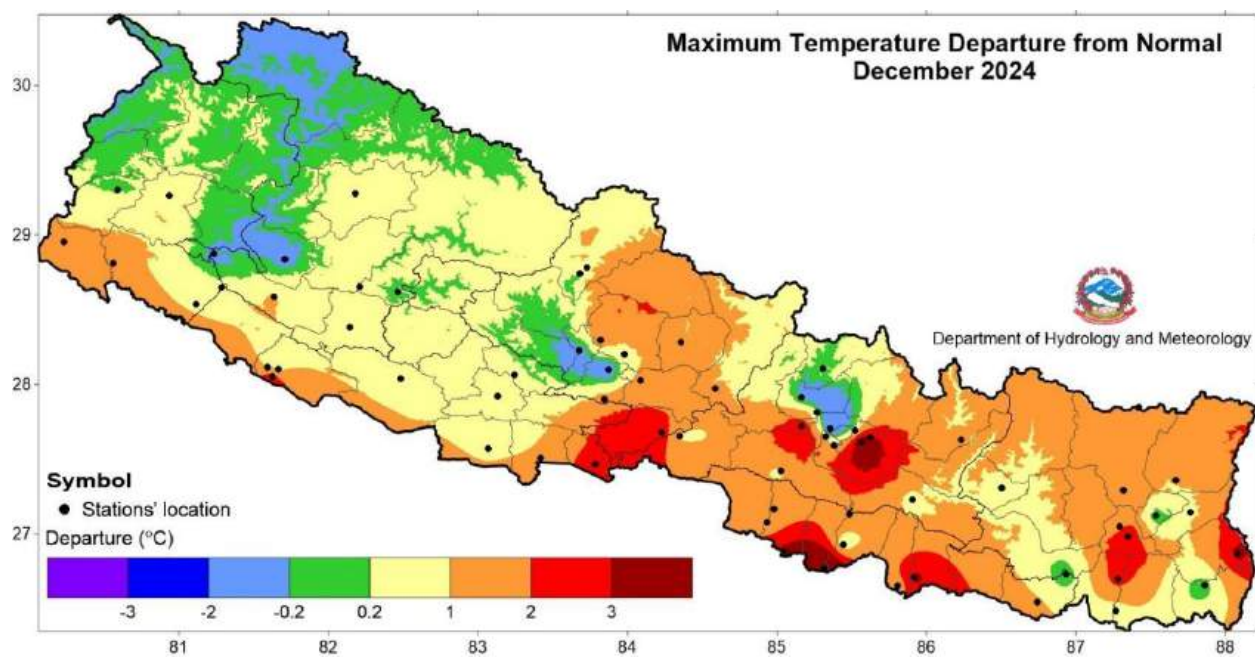 Maximum Temperature Departure from Normal
December 2024
30
29
28
27
Department of Hydrology and Meteorology
Symbol
Stations' location
Departure (°C)
-3 -2 -0.2 0.2 1 2 3
81 82 83 84 85 86 87 88